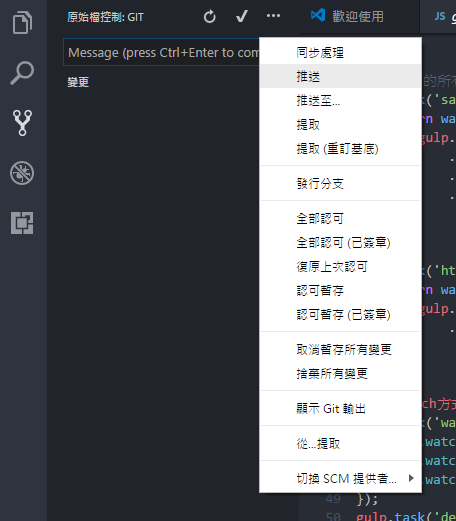 原始檔控制: GIT
歡迎使用
JS g
Message (press Ctrl+Enter to com
變更
同步處理
推送
推送至...
提取
提取 (重訂基底)
發行分支
全部認可
全部認可 (已簽章)
復原上次認可
認可暫存
認可暫存 (已簽章)
取消暫存所有變更
捨棄所有變更
顯示 Git 輸出
從...提取
切換 SCM 提供者...
的所有
('sa
rn wa
gulp.
.
.
.
('ht
rn wa
gulp.
.
ch方式
('wa
watc
watc
watc
49 });
50 gulp.task('de